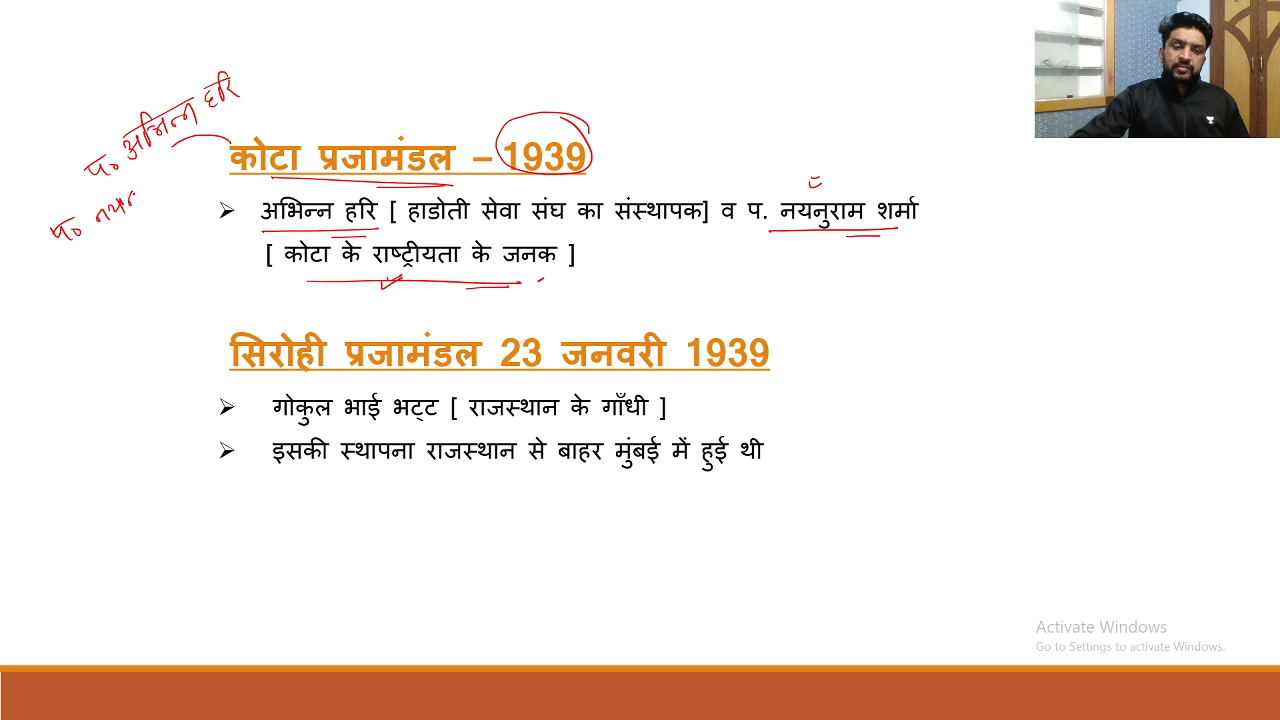 प० अभिन्न हरि
प० नयन
कोटा प्रजामंडल – 1939
➢ अभिन्न हरि [ हाडोती सेवा संघ का संस्थापक] व प. नयनुराम शर्मा
[ कोटा के राष्ट्रीयता के जनक ]
सिरोही प्रजामंडल 23 जनवरी 1939
➢ गोकुल भाई भट्ट [ राजस्थान के गाँधी ]
➢ इसकी स्थापना राजस्थान से बाहर मुंबई में हुई थी
Activate Windows
Go to Settings to activate Windows.